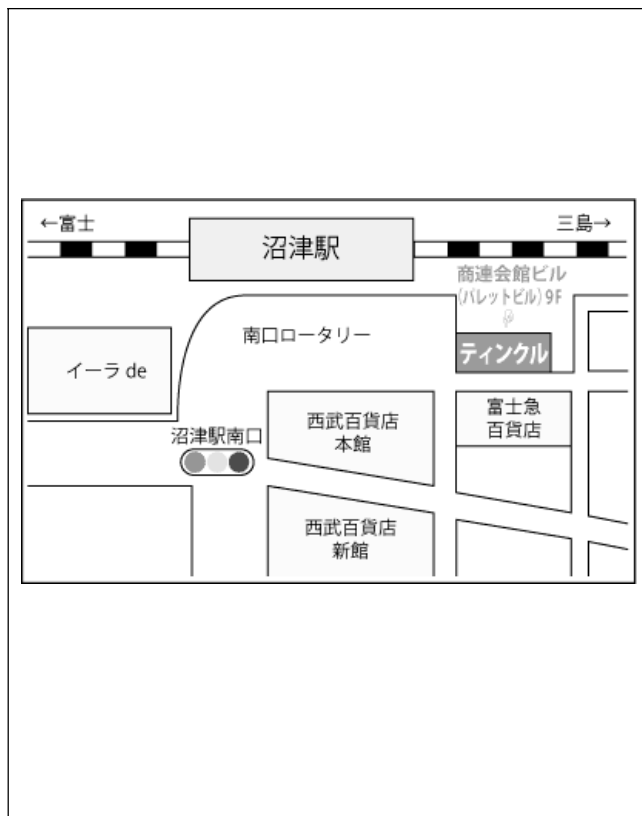 ←富士
三島→
沼津駅
商連会館ビル
(パレットビル)9F
南口ロータリー
ティンクル
イーラ de
西武百貨店
本館
富士急
百貨店
沼津駅南口
西武百貨店
新館